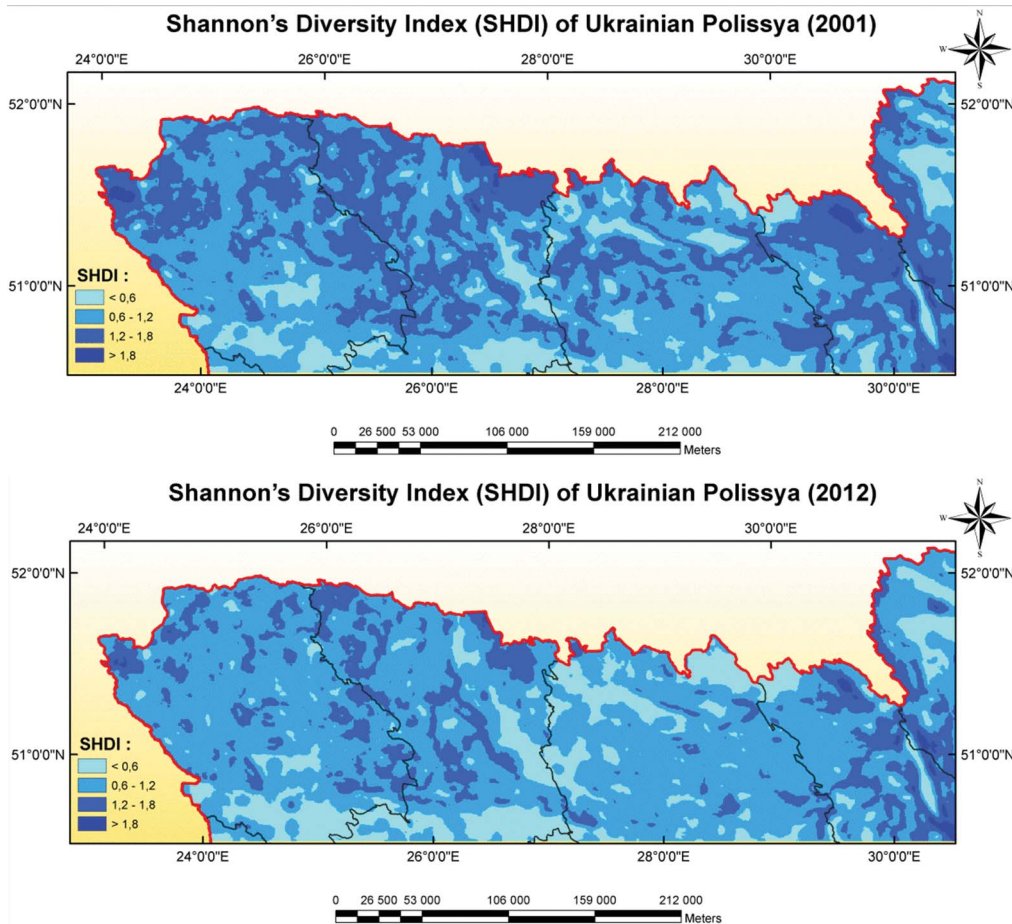 Shannon's Diversity Index (SHDI) of Ukrainian Polissya (2001)
N
W
S
24°0'0"E 26°0'0"E 28°0'0"E 30°0'0"E
52°0'0"N 52°0'0"N
51°0'0"N 51°0'0"N
SHDI :
< 0,6
0,6 - 1,2
1,2 - 1,8
> 1,8
24°0'0"E 26°0'0"E 28°0'0"E 30°0'0"E
0 26 500 53 000 106 000 159 000 212 000
Meters
Shannon's Diversity Index (SHDI) of Ukrainian Polissya (2012)
N
W
S
24°0'0"E 26°0'0"E 28°0'0"E 30°0'0"E
52°0'0"N 52°0'0"N
51°0'0"N 51°0'0"N
SHDI :
< 0,6
0,6 - 1,2
1,2 - 1,8
> 1,8
24°0'0"E 26°0'0"E 28°0'0"E 30°0'0"E
0 26 500 53 000 106 000 159 000 212 000
Meters